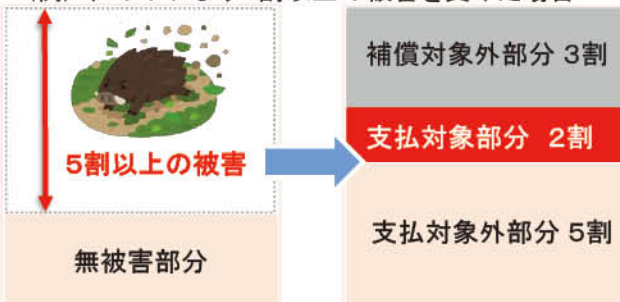 5割以上の被害
無被害部分
補償対象外部分 3割
支払対象部分 2割
支払対象外部分 5割